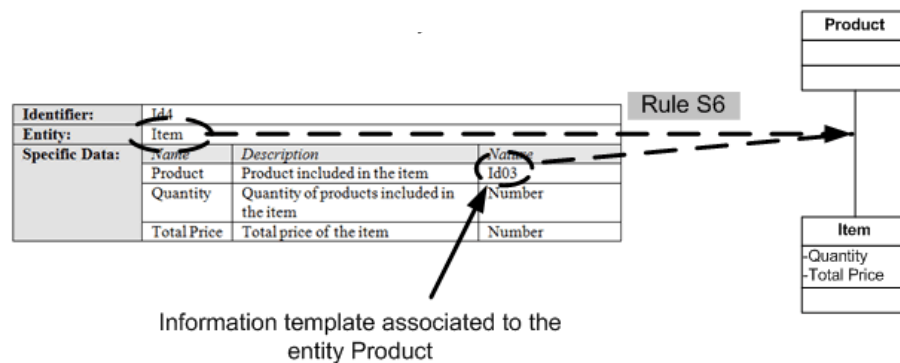 Product
Rule S6
Identifier: Id4
Entity: Item
Specific Data: Name Description Nature
Product Product included in the item Id03
Quantity Quantity of products included in Number
the item
Total Price Total price of the item Number
Item
-Quantity
-Total Price
Information template associated to the
entity Product